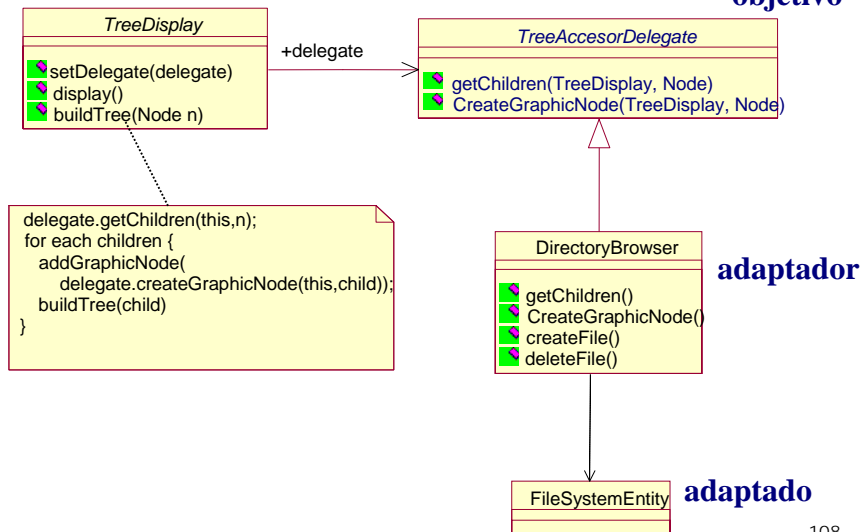 objetivo
TreeDisplay
setDelegate(delegate)
display()
buildTree(Node n)
+delegate
TreeAccesorDelegate
getChildren(TreeDisplay, Node)
CreateGraphicNode(TreeDisplay, Node)
delegate.getChildren(this,n);
for each children {
addGraphicNode(
delegate.createGraphicNode(this,child));
buildTree(child)
}
DirectoryBrowser
getChildren()
CreateGraphicNode()
createFile()
deleteFile()
adaptador
FileSystemEntity
adaptado
108